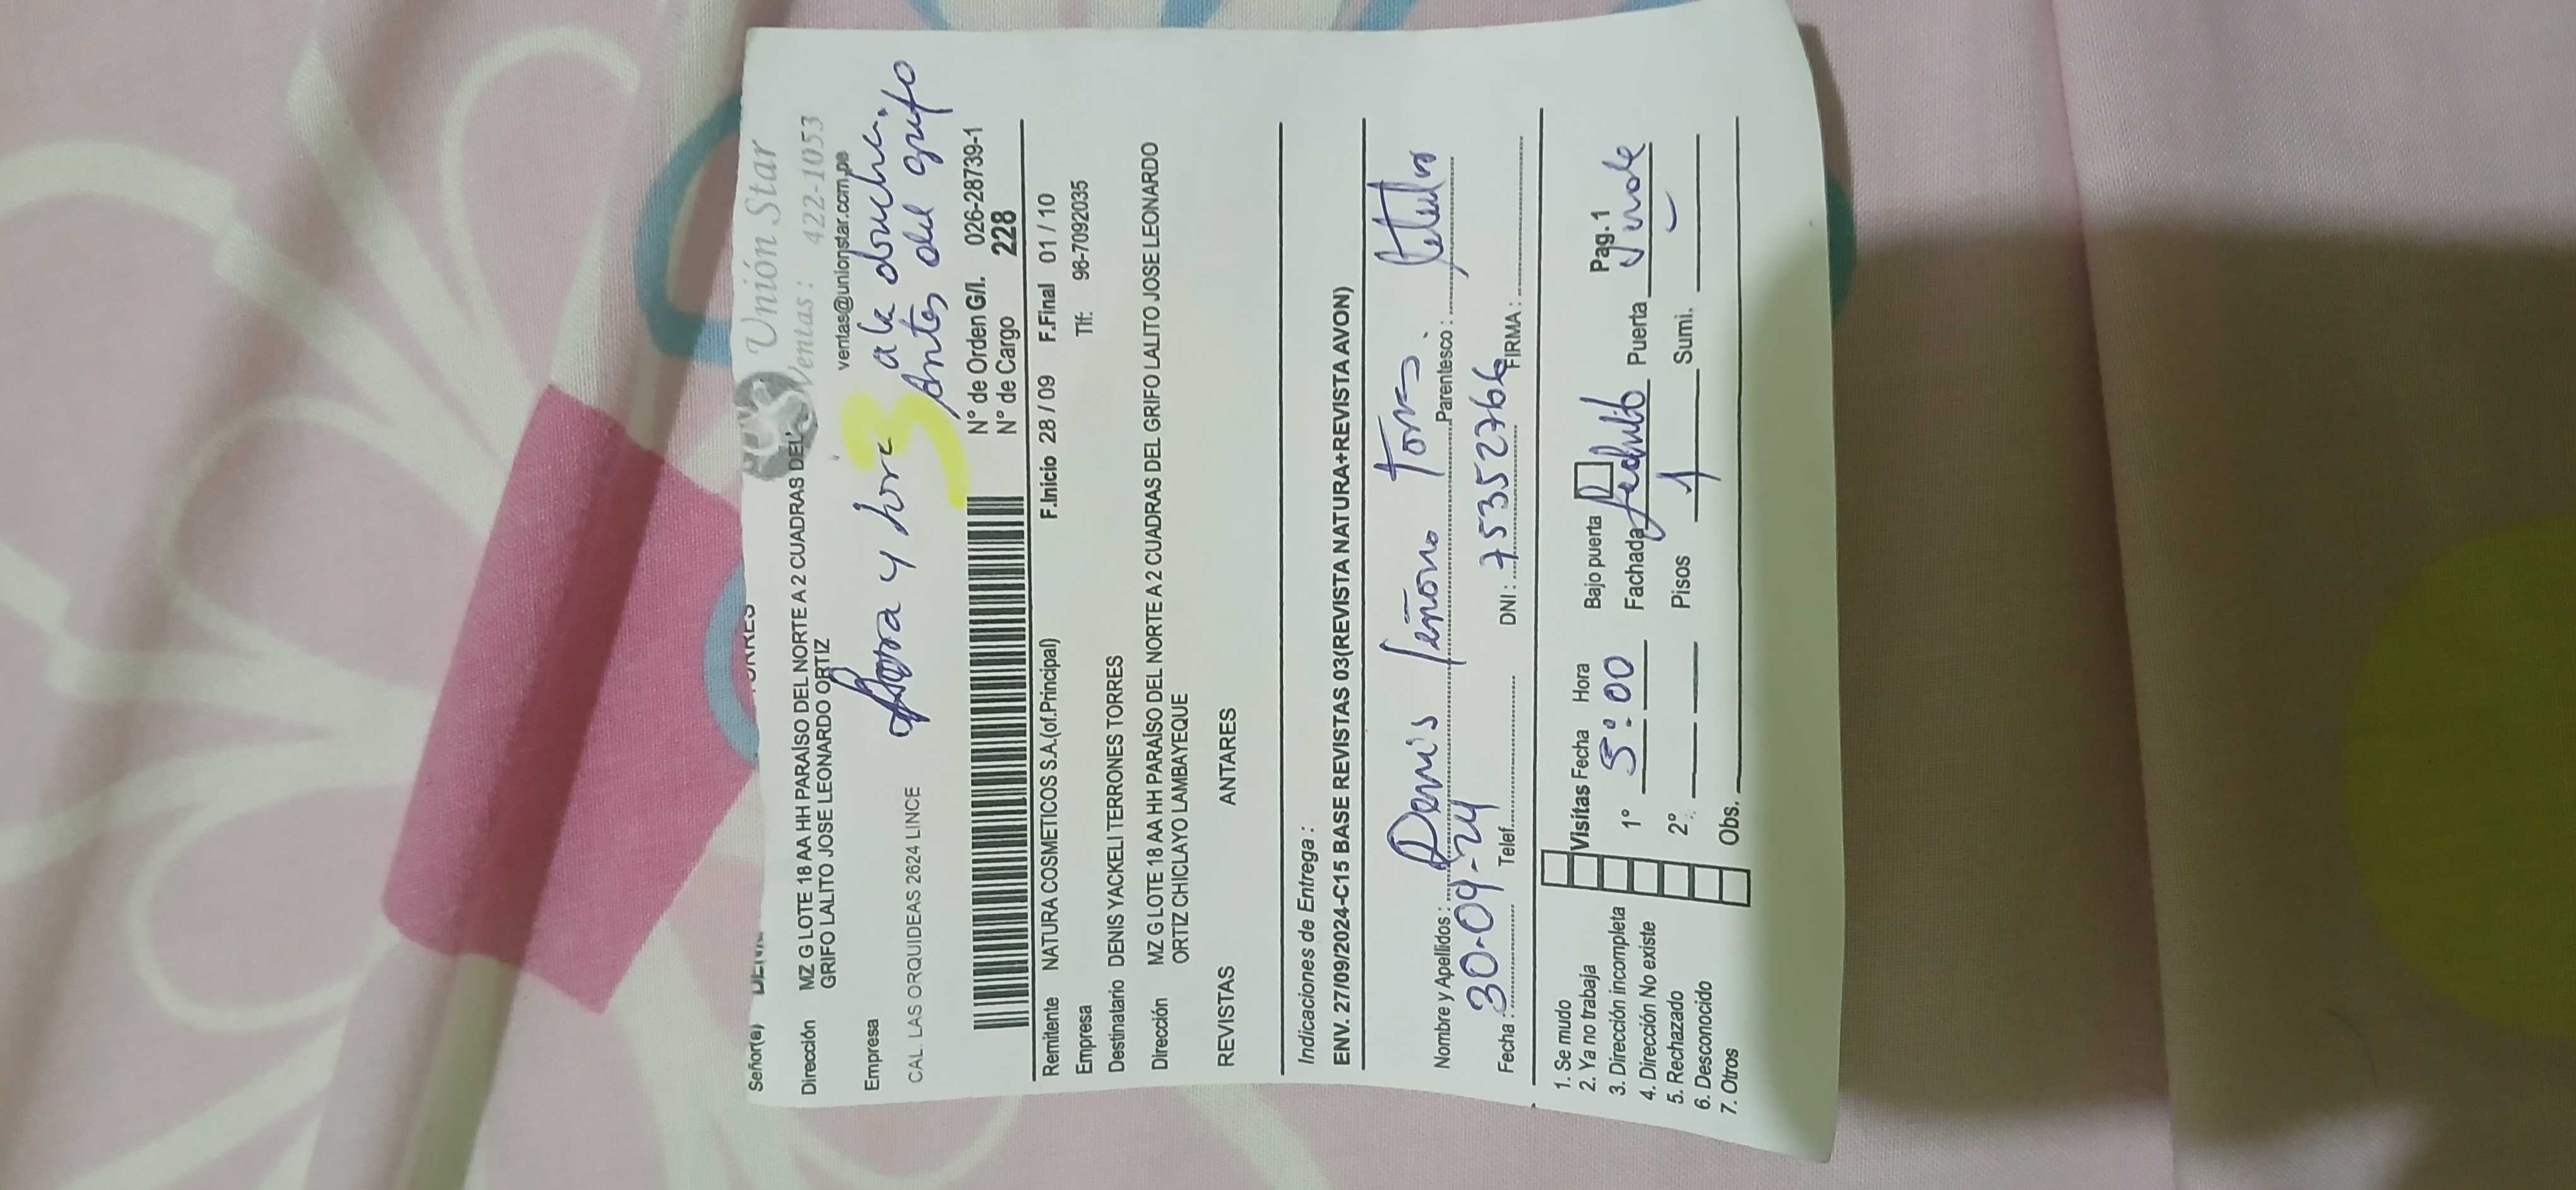 Unión Star
Ventas: 422-1053
ventas@unionstar.com.pe
Señor(a)
Dirección MZ G LOTE 18 AA HH PARAÍSO DEL NORTE A 2 CUADRAS DEL
GRIFO LALITO JOSE LEONARDO ORTIZ
Empresa
CAL. LAS ORQUIDEAS 2624 LINCE
3
a la
Antes del grifo
N° de Orden G/I. 026-28739-1
N° de Cargo 228
Remitente NATURA COSMETICOS S.A.(of.Principal) F.Inicio 28 / 09 F.Final 01 / 10
Empresa Tlf: 96-7092035
Destinatario DENIS YACKELI TERRONES TORRES
Dirección MZ G LOTE 18 AA HH PARAÍSO DEL NORTE A 2 CUADRAS DEL GRIFO LALITO JOSE LEONARDO
ORTIZ CHICLAYO LAMBAYEQUE
REVISTAS ANTARES
Indicaciones de Entrega :
ENV. 27/09/2024-C15 BASE REVISTAS 03(REVISTA NATURA+REVISTA AVON)
Nombre y Apellidos : Denis Parentesco :
Fecha : 30-09-24 Telef. DNI : 75352766 FIRMA :
1. Se mudo
2. Ya no trabaja
3. Dirección incompleta
4. Dirección No existe
5. Rechazado
6. Desconocido
7. Otros
Visitas Fecha Hora Bajo puerta Pag. 1
1° 5:00 Fachada Puerta
2° Pisos 1 Sumi.
Obs.